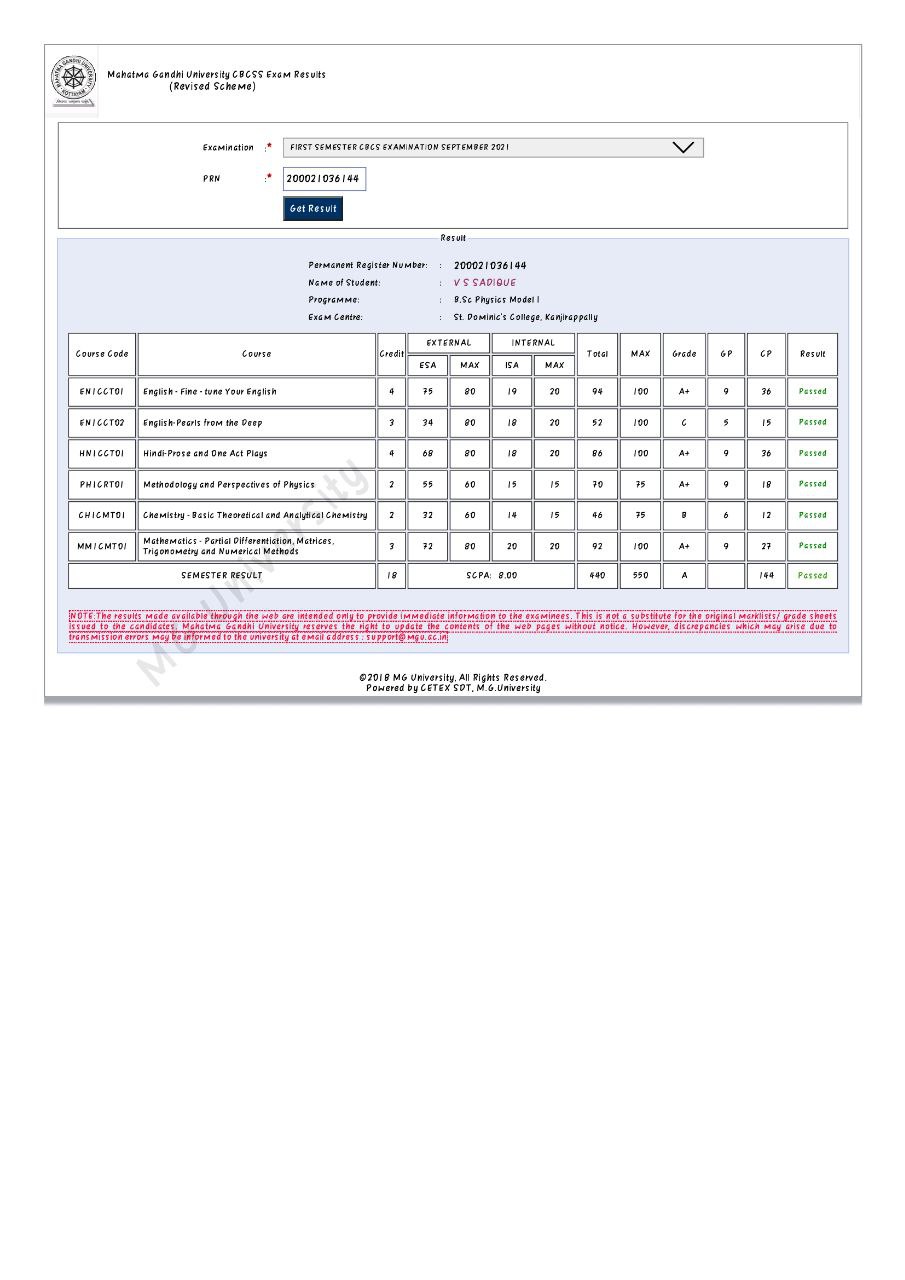 Mahatma Gandhi University CBCSS Exam Results
(Revised Scheme)
Examination :* FIRST SEMESTER CBCS EXAMINATION SEPTEMBER 2021
PRN :* 200021036144
Get Result
Result
Permanent Register Number: : 200021036144
Name of Student: : V S SADIQUE
Programme: : B.Sc Physics Model I
Exam Centre: : St. Dominic's College, Kanjirappally
Course Code Course Credit EXTERNAL INTERNAL Total MAX Grade GP CP Result
ESA MAX ISA MAX
EN1CCT01 English - Fine - tune Your English 4 75 80 19 20 94 100 A+ 9 36 Passed
EN1CCT02 English-Pearls from the Deep 3 34 80 18 20 52 100 C 5 15 Passed
HN1CCT01 Hindi-Prose and One Act Plays 4 68 80 18 20 86 100 A+ 9 36 Passed
PH1CRT01 Methodology and Perspectives of Physics 2 55 60 15 15 70 75 A+ 9 18 Passed
CH1CMT01 Chemistry - Basic Theoretical and Analytical Chemistry 2 32 60 14 15 46 75 B 6 12 Passed
MM1CMT01 Mathematics - Partial Differentiation, Matrices, Trigonometry and Numerical Methods 3 72 80 20 20 92 100 A+ 9 27 Passed
SEMESTER RESULT 18 SCPA: 8.00 440 550 A 144 Passed
NOTE:The results made available through the web are intended only to provide immediate information to the examinees. This is not a substitute for the original marklists/ grade sheets
issued to the candidates. Mahatma Gandhi University reserves the right to update the contents of the web pages without notice. However, discrepancies which may arise due to
transmission errors may be informed to the university at email address : support@mgu.ac.in
MG University
©2018 MG University, All Rights Reserved.
Powered by CETEX SDT, M.G.University